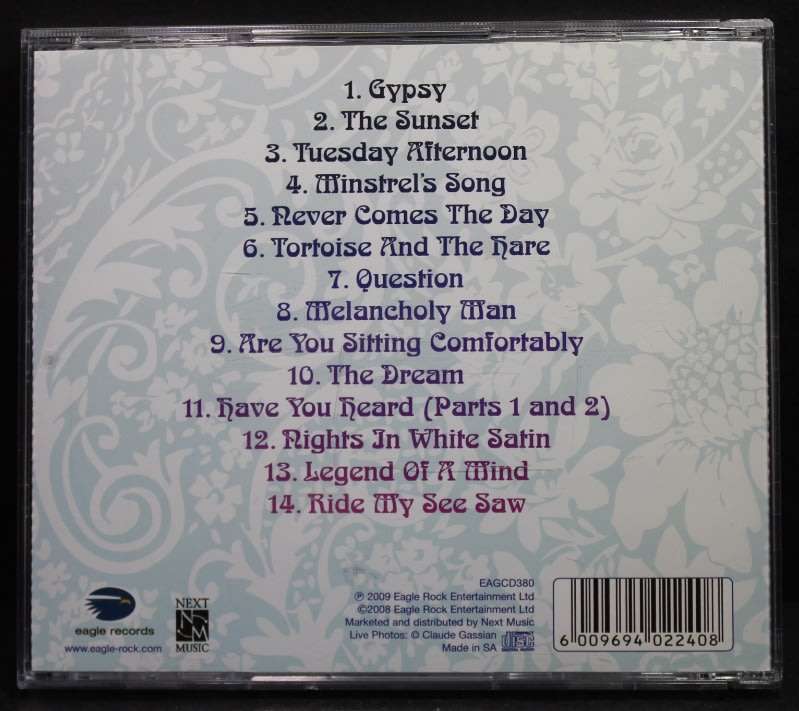 1. Gypsy
2. The Sunset
3. Tuesday Afternoon
4. Minstrel's Song
5. Never Comes The Day
6. Tortoise And The Hare
7. Question
8. Melancholy Man
9. Are You Sitting Comfortably
10. The Dream
11. Have You Heard (Parts 1 and 2)
12. Nights In White Satin
13. Legend Of A Mind
14. Ride My See Saw
eagle records
www.eagle-rock.com
NEXT
NM
MUSIC
EAGCD380
℗ 2009 Eagle Rock Entertainment Ltd
©2008 Eagle Rock Entertainment Ltd
Marketed and distributed by Next Music
Live Photos: © Claude Gassian
Made in SA
6 009694 022408